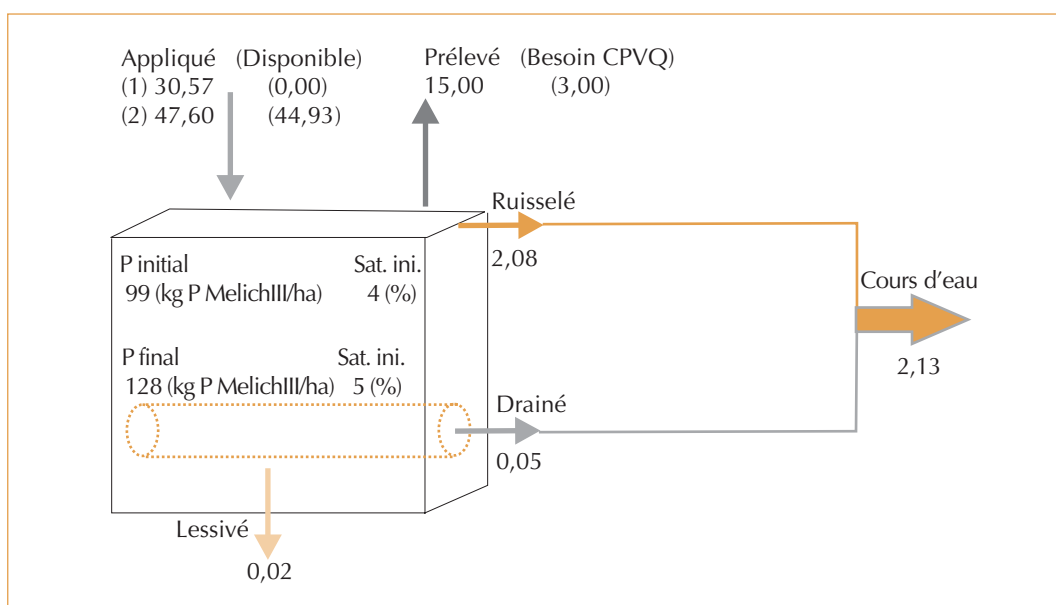 Appliqué (Disponible)
(1) 30,57 (0,00)
(2) 47,60 (44,93)
Prélevé (Besoin CPVQ)
15,00 (3,00)
Ruisselé
2,08
P initial Sat. ini.
99 (kg P MelichIII/ha) 4 (%)
Cours d'eau
2,13
P final Sat. ini.
128 (kg P MelichIII/ha) 5 (%)
Drainé
0,05
Lessivé
0,02